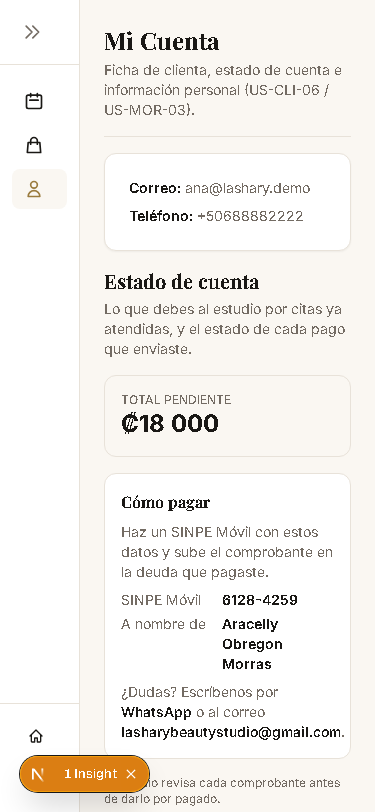 Mi Cuenta
Ficha de clienta, estado de cuenta e
información personal (US-CLI-06 /
US-MOR-03).
Correo: ana@lashary.demo
Teléfono: +50688882222
Estado de cuenta
Lo que debes al estudio por citas ya
atendidas, y el estado de cada pago
que enviaste.
TOTAL PENDIENTE
₡18 000
Cómo pagar
Haz un SINPE Móvil con estos
datos y sube el comprobante en
la deuda que pagaste.
SINPE Móvil 6128-4259
A nombre de Aracelly
Obregon
Morras
¿Dudas? Escríbenos por
WhatsApp o al correo
lasharybeautystudio@gmail.com.
N 1 Insight ×
revisa cada comprobante antes
de darlo por pagado.